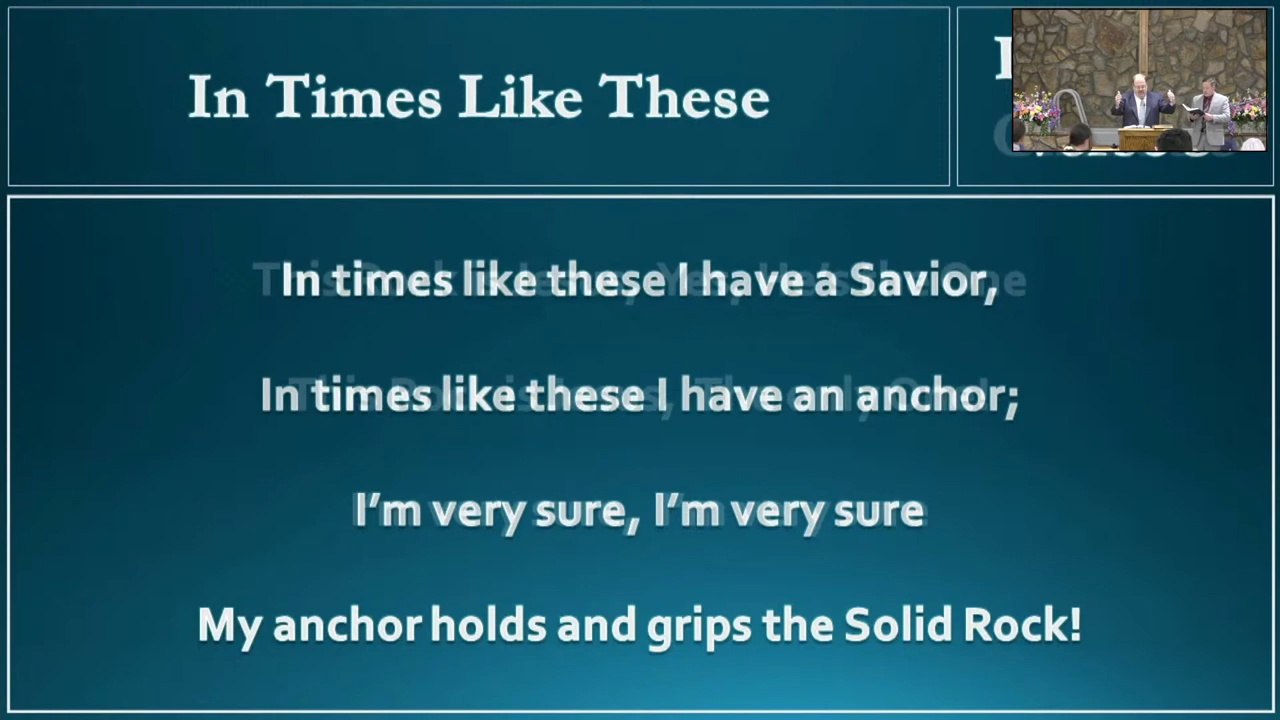 In Times Like These
In times like these I have a Savior,
In times like these I have an anchor;
I'm very sure, I'm very sure
My anchor holds and grips the Solid Rock!